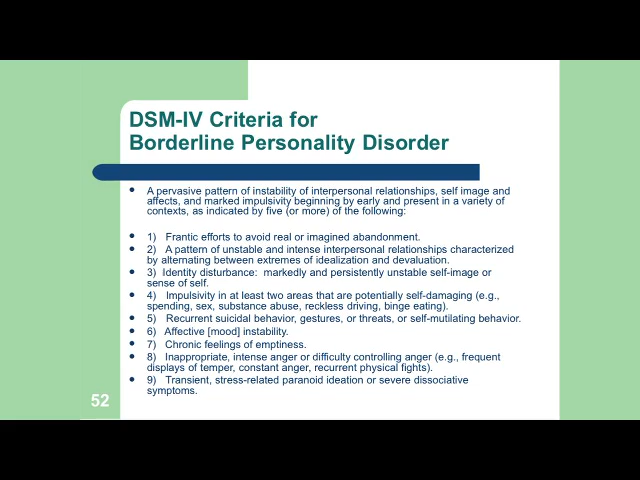 DSM-IV Criteria for
Borderline Personality Disorder
• A pervasive pattern of instability of interpersonal relationships, self image and
affects, and marked impulsivity beginning by early and present in a variety of
contexts, as indicated by five (or more) of the following:
• 1) Frantic efforts to avoid real or imagined abandonment.
• 2) A pattern of unstable and intense interpersonal relationships characterized
by alternating between extremes of idealization and devaluation.
• 3) Identity disturbance: markedly and persistently unstable self-image or
sense of self.
• 4) Impulsivity in at least two areas that are potentially self-damaging (e.g.,
spending, sex, substance abuse, reckless driving, binge eating).
• 5) Recurrent suicidal behavior, gestures, or threats, or self-mutilating behavior.
• 6) Affective [mood] instability.
• 7) Chronic feelings of emptiness.
• 8) Inappropriate, intense anger or difficulty controlling anger (e.g., frequent
displays of temper, constant anger, recurrent physical fights).
• 9) Transient, stress-related paranoid ideation or severe dissociative
symptoms.
52